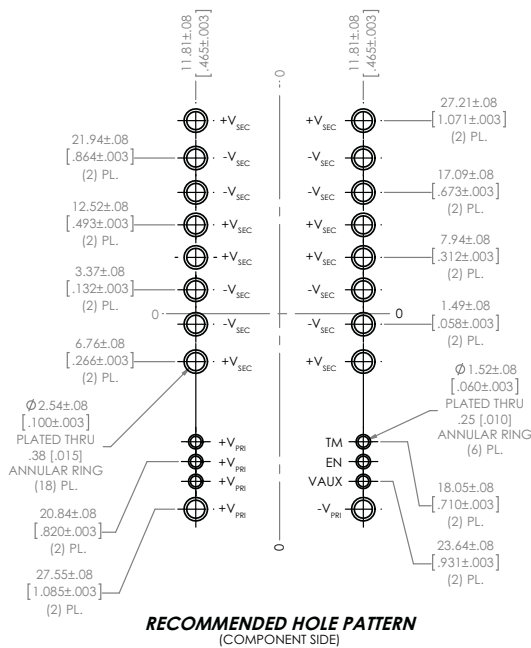 11.81±.08
[.465±.003]
11.81±.08
[.465±.003]
0
27.21±.08
[1.071±.003]
(2) PL.
21.94±.08
[.864±.003]
(2) PL.
17.09±.08
[.673±.003]
(2) PL.
12.52±.08
[.493±.003]
(2) PL.
7.94±.08
[.312±.003]
(2) PL.
3.37±.08
[.132±.003]
(2) PL.
0
0
1.49±.08
[.058±.003]
(2) PL.
6.76±.08
[.266±.003]
(2) PL.
+VSEC
-VSEC
-VSEC
+VSEC
+VSEC
-VSEC
-VSEC
+VSEC
+VSEC
-VSEC
-VSEC
+VSEC
+VSEC
-VSEC
-VSEC
+VSEC
Ø 2.54±.08
[.100±.003]
PLATED THRU
.38 [.015]
ANNULAR RING
(18) PL.
Ø 1.52±.08
[.060±.003]
PLATED THRU
.25 [.010]
ANNULAR RING
(6) PL.
+VPRI
+VPRI
+VPRI
+VPRI
TM
EN
VAUX
-VPRI
20.84±.08
[.820±.003]
(2) PL.
18.05±.08
[.710±.003]
(2) PL.
27.55±.08
[1.085±.003]
(2) PL.
23.64±.08
[.931±.003]
(2) PL.
0
RECOMMENDED HOLE PATTERN
(COMPONENT SIDE)